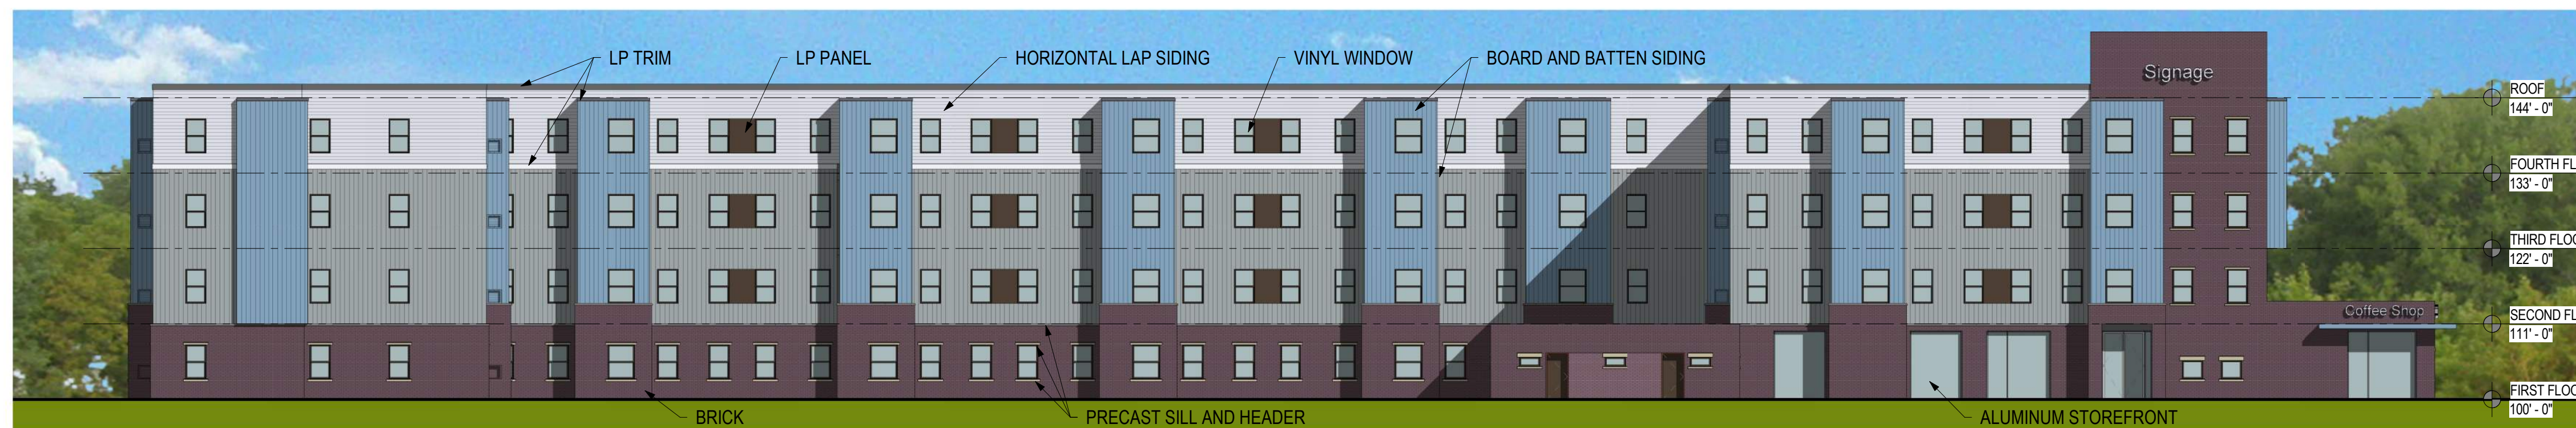 LP TRIM
LP PANEL
HORIZONTAL LAP SIDING
VINYL WINDOW
BOARD AND BATTEN SIDING
Signage
ROOF
144' - 0"
FOURTH FL
133' - 0"
THIRD FLOO
122' - 0"
Coffee Shop
SECOND FL
111' - 0"
FIRST FLOO
100' - 0"
BRICK
PRECAST SILL AND HEADER
ALUMINUM STOREFRONT